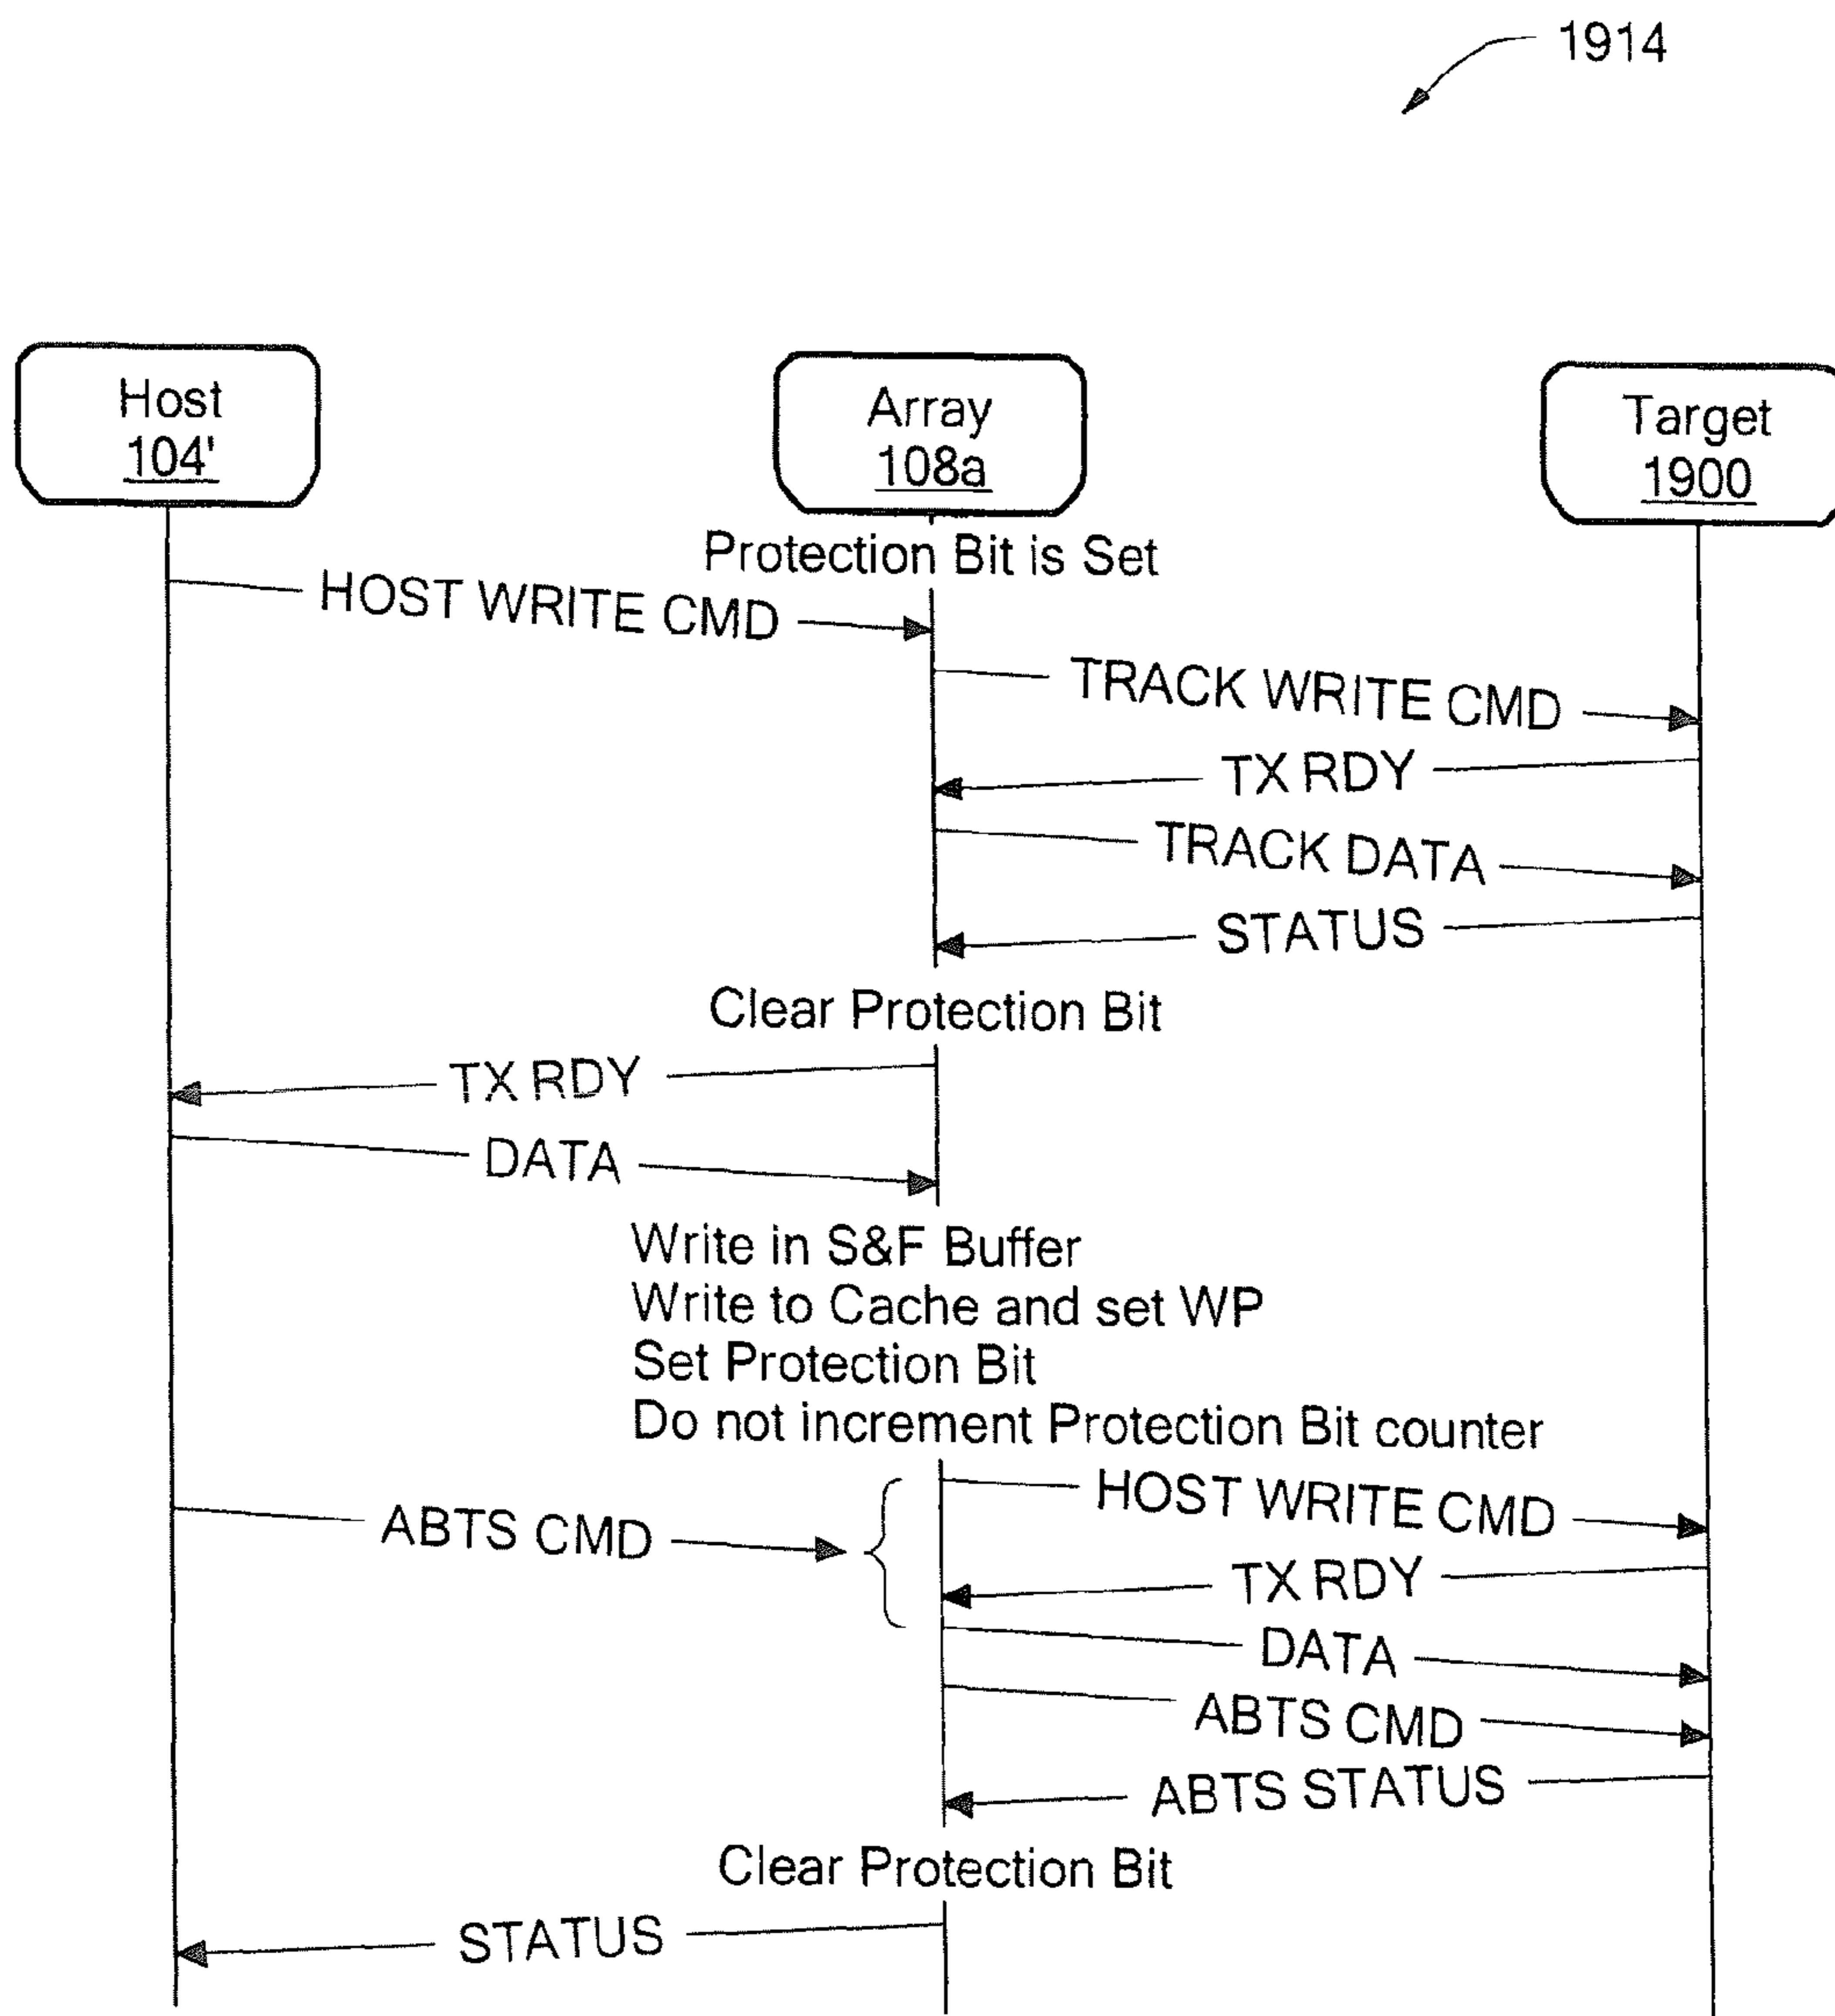 1914
Host
104'
Array
108a
Target
1900
Protection Bit is Set
HOST WRITE CMD
TRACK WRITE CMD
TX RDY
TRACK DATA
STATUS
Clear Protection Bit
TX RDY
DATA
Write in S&F Buffer
Write to Cache and set WP
Set Protection Bit
Do not increment Protection Bit counter
HOST WRITE CMD
ABTS CMD
TX RDY
DATA
ABTS CMD
ABTS STATUS
Clear Protection Bit
STATUS